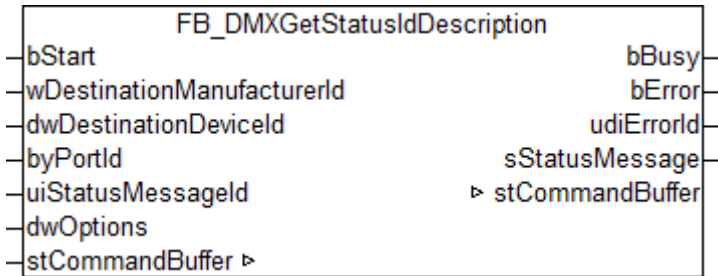 FB_DMXGetStatusIdDescription
bStart bBusy
wDestinationManufacturerId bError
dwDestinationDeviceId udiErrorId
byPortId sStatusMessage
uiStatusMessageId ▹ stCommandBuffer
dwOptions
stCommandBuffer ▹